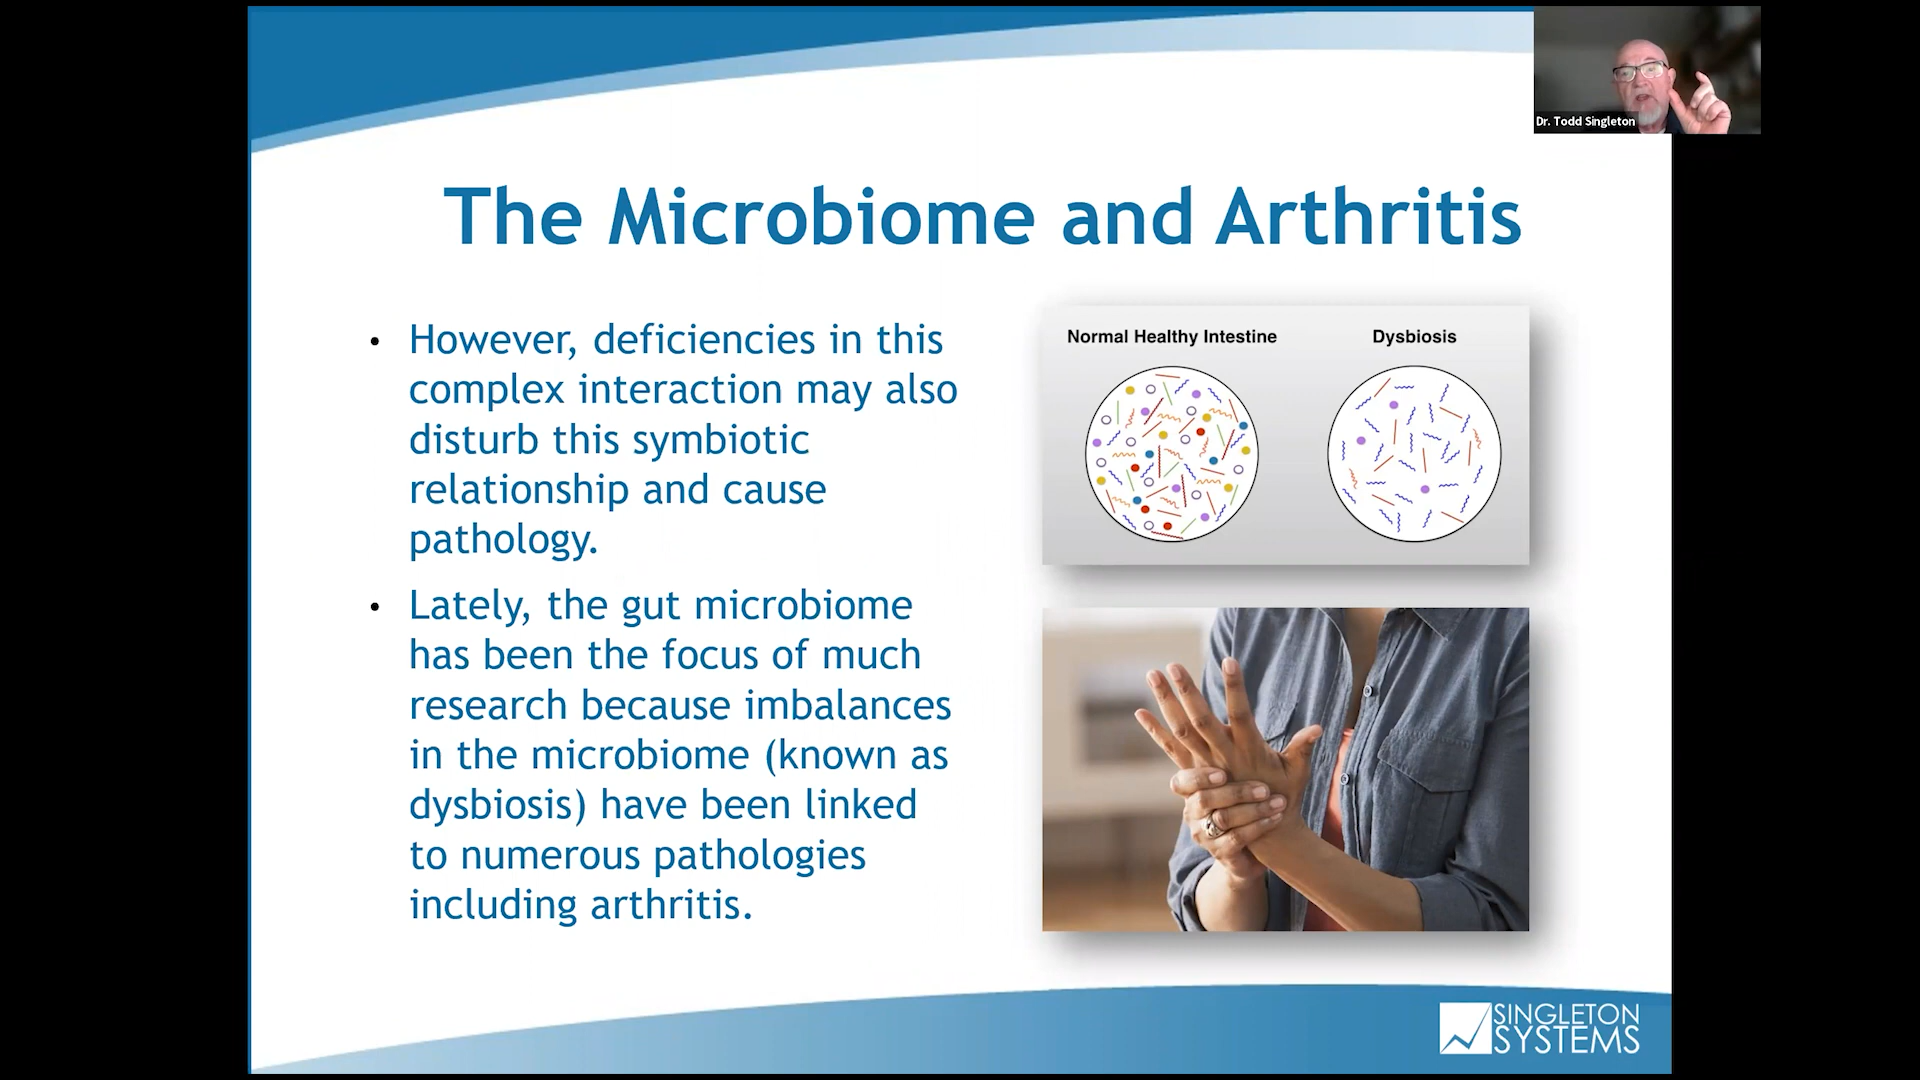 Dr. Todd Singleton
The Microbiome and Arthritis
• However, deficiencies in this
complex interaction may also
disturb this symbiotic
relationship and cause
pathology.
• Lately, the gut microbiome
has been the focus of much
research because imbalances
in the microbiome (known as
dysbiosis) have been linked
to numerous pathologies
including arthritis.
Normal Healthy Intestine
Dysbiosis
SINGLETON
SYSTEMS